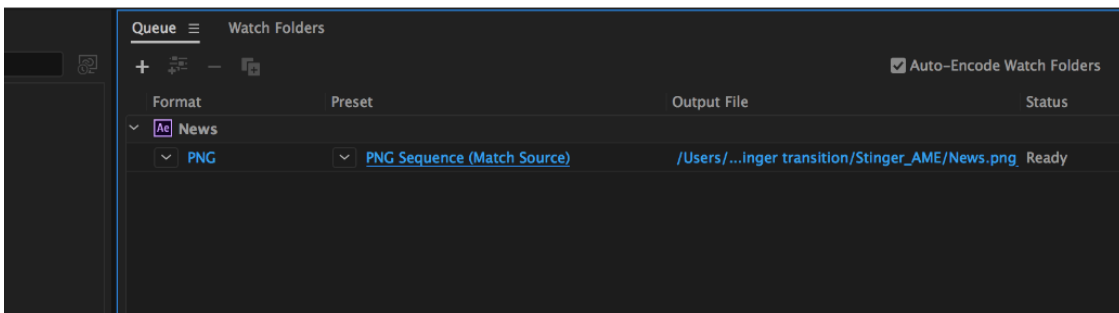 Queue Watch Folders
Auto-Encode Watch Folders
Format Preset Output File Status
Ae News
PNG PNG Sequence (Match Source) /Users/...inger transition/Stinger_AME/News.png Ready